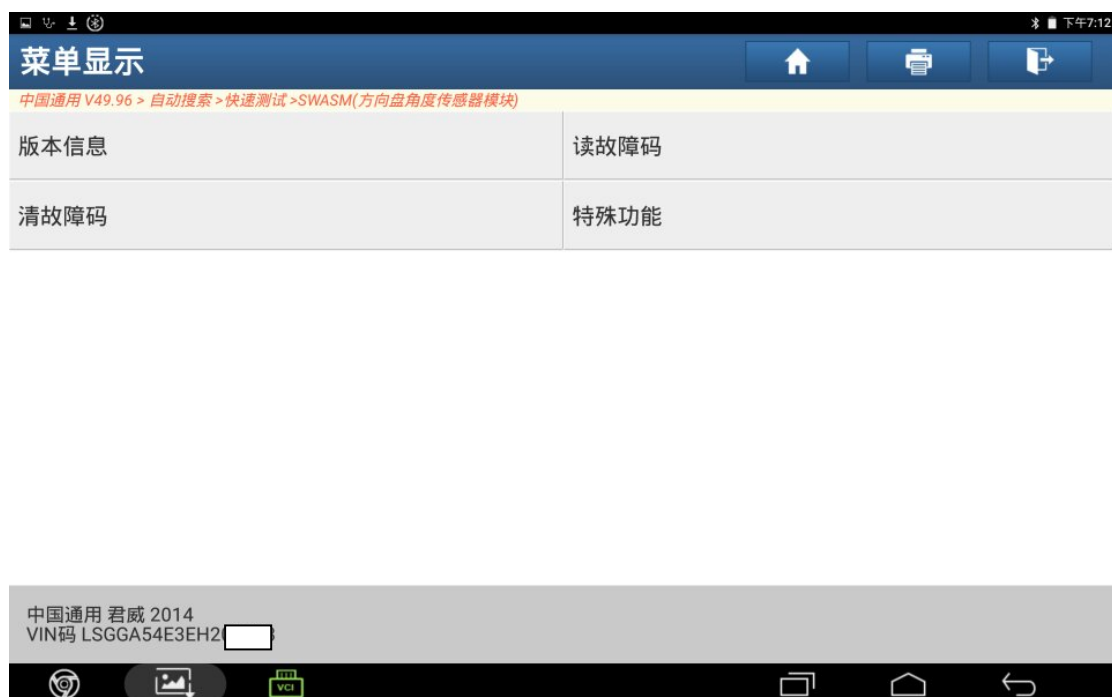 下午7:12
菜单显示
中国通用 V49.96 > 自动搜索 >快速测试 >SWASM(方向盘角度传感器模块)
版本信息
读故障码
清故障码
特殊功能
中国通用 君威 2014
VIN码 LSGGA54E3EH2
VCI